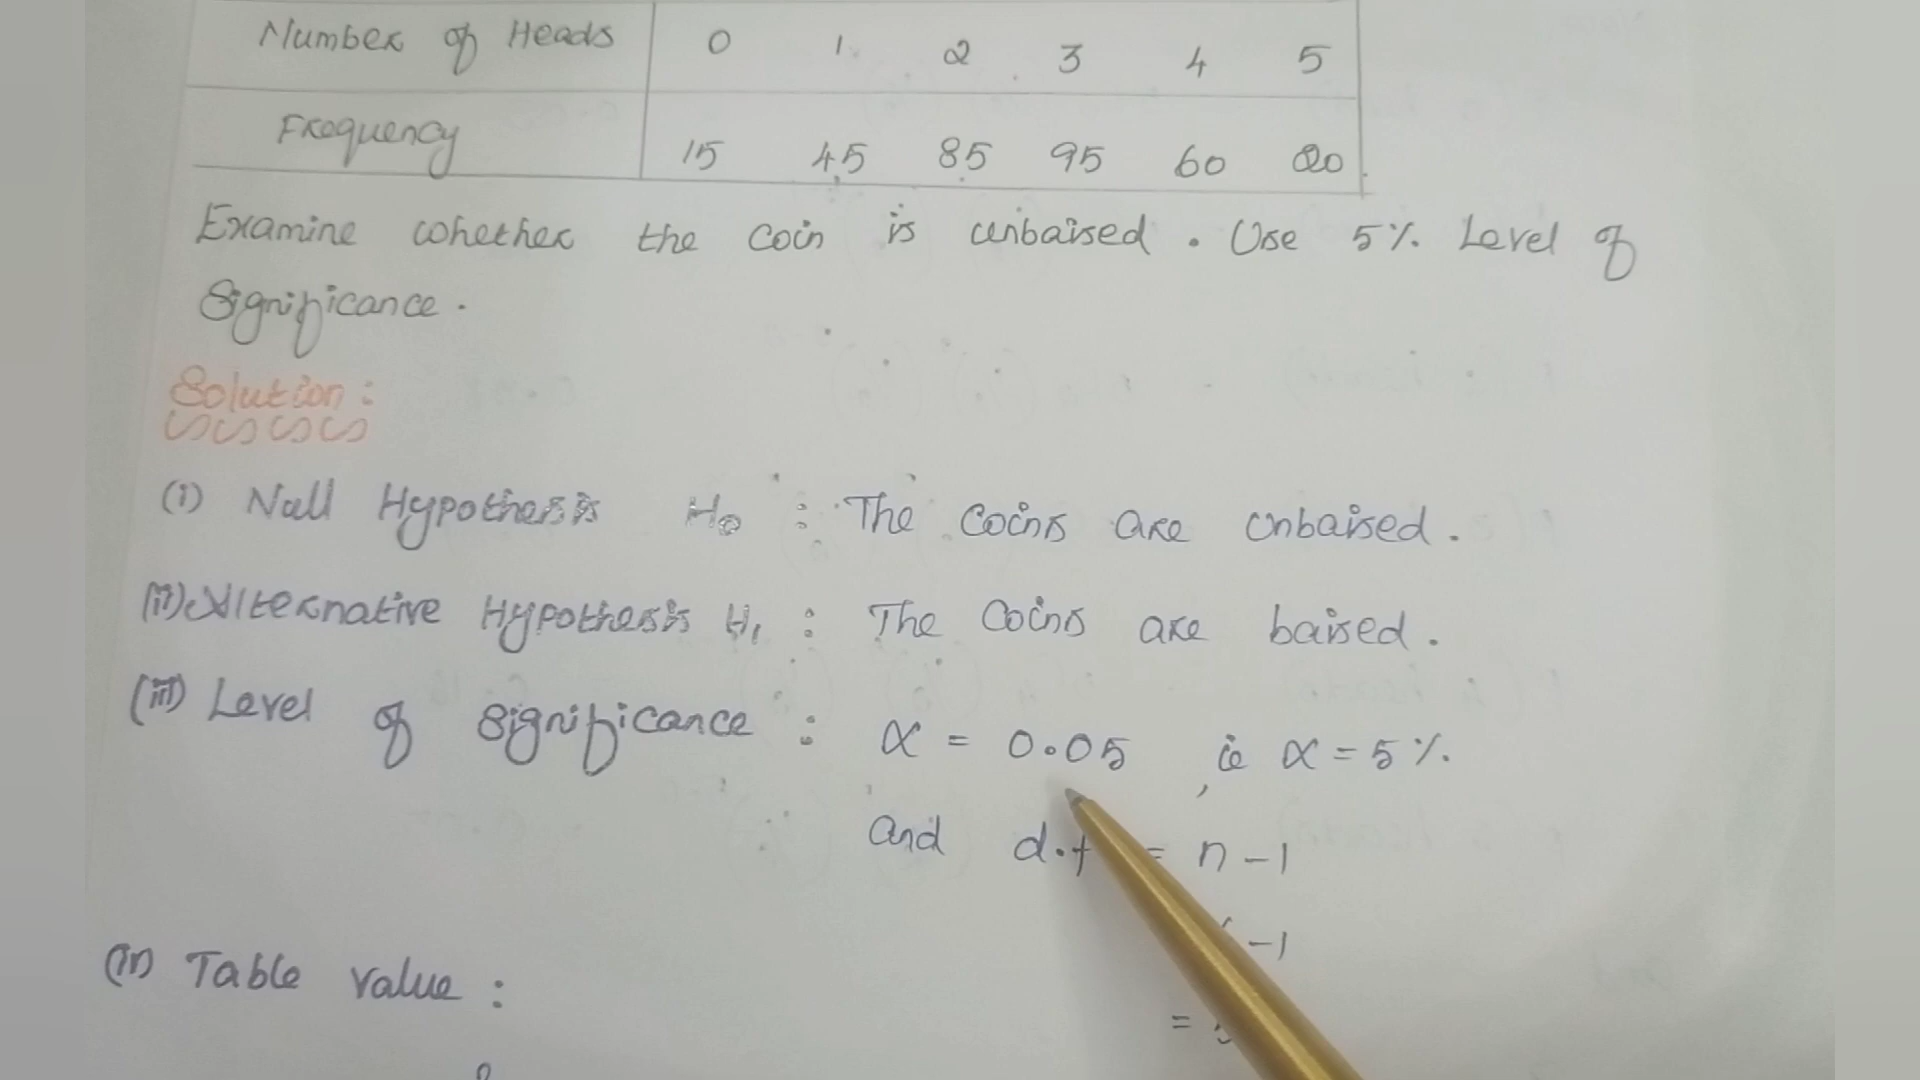 Number of Heads 0 1 2 3 4 5
Frequency 15 45 85 95 60 20
Examine whether the coin is unbaised. Use 5% Level of
Significance.
Solution:
(i) Null Hypothesis H₀ : The coins are unbaised.
(ii) Alternative Hypothesis H₁ : The coins are baised.
(iii) Level of Significance : α = 0.05, ie α = 5%.
and d.f = n-1
-1
=
(iv) Table value :